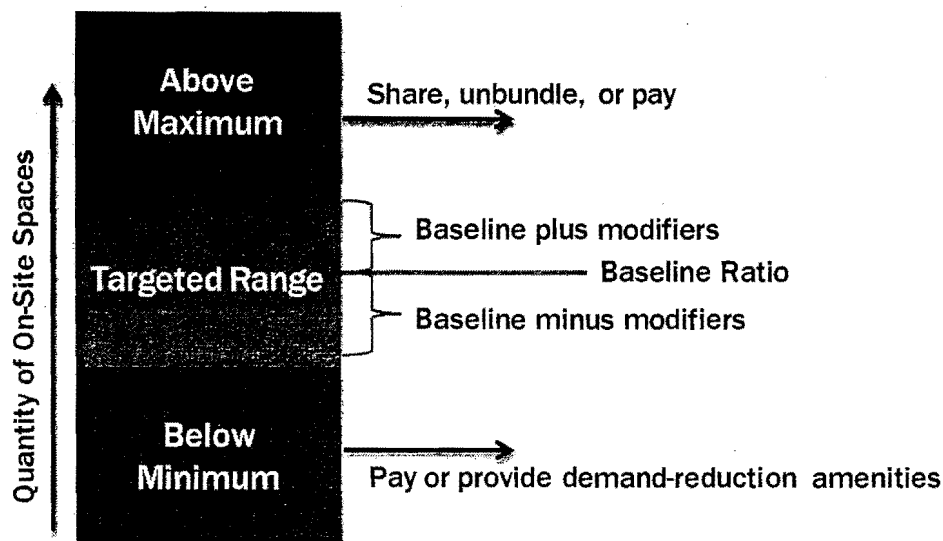 Above
Maximum
Share, unbundle, or pay
Quantity of On-Site Spaces
Baseline plus modifiers
Targeted Range
Baseline Ratio
Baseline minus modifiers
Below
Minimum
Pay or provide demand-reduction amenities